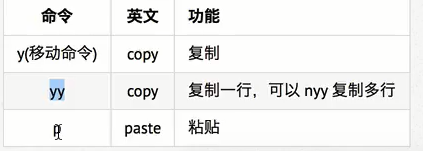 命令 英文 功能
y(移动命令) copy 复制
yy copy 复制一行，可以 nyy 复制多行
p paste 粘贴